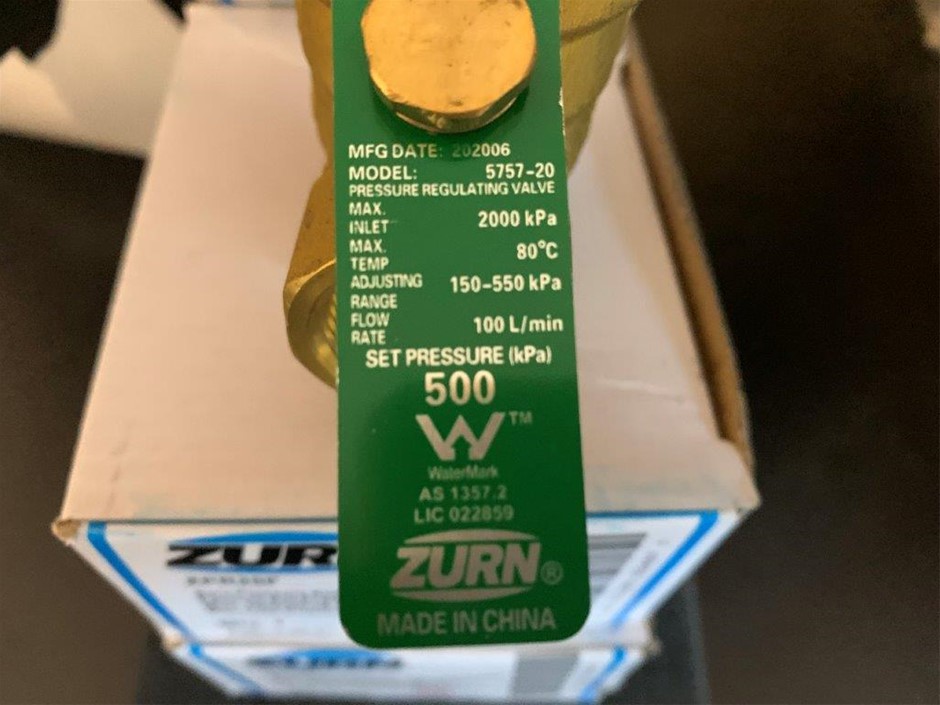 MFG DATE: 202006
MODEL: 5757-20
PRESSURE REGULATING VALVE
MAX. INLET 2000 kPa
MAX. TEMP 80°C
ADJUSTING RANGE 150-550 kPa
FLOW RATE 100 L/min
SET PRESSURE (kPa)
500
W™
WaterMark
AS 1357.2
LIC 022859
ZURN®
MADE IN CHINA
ZUR
ZURN